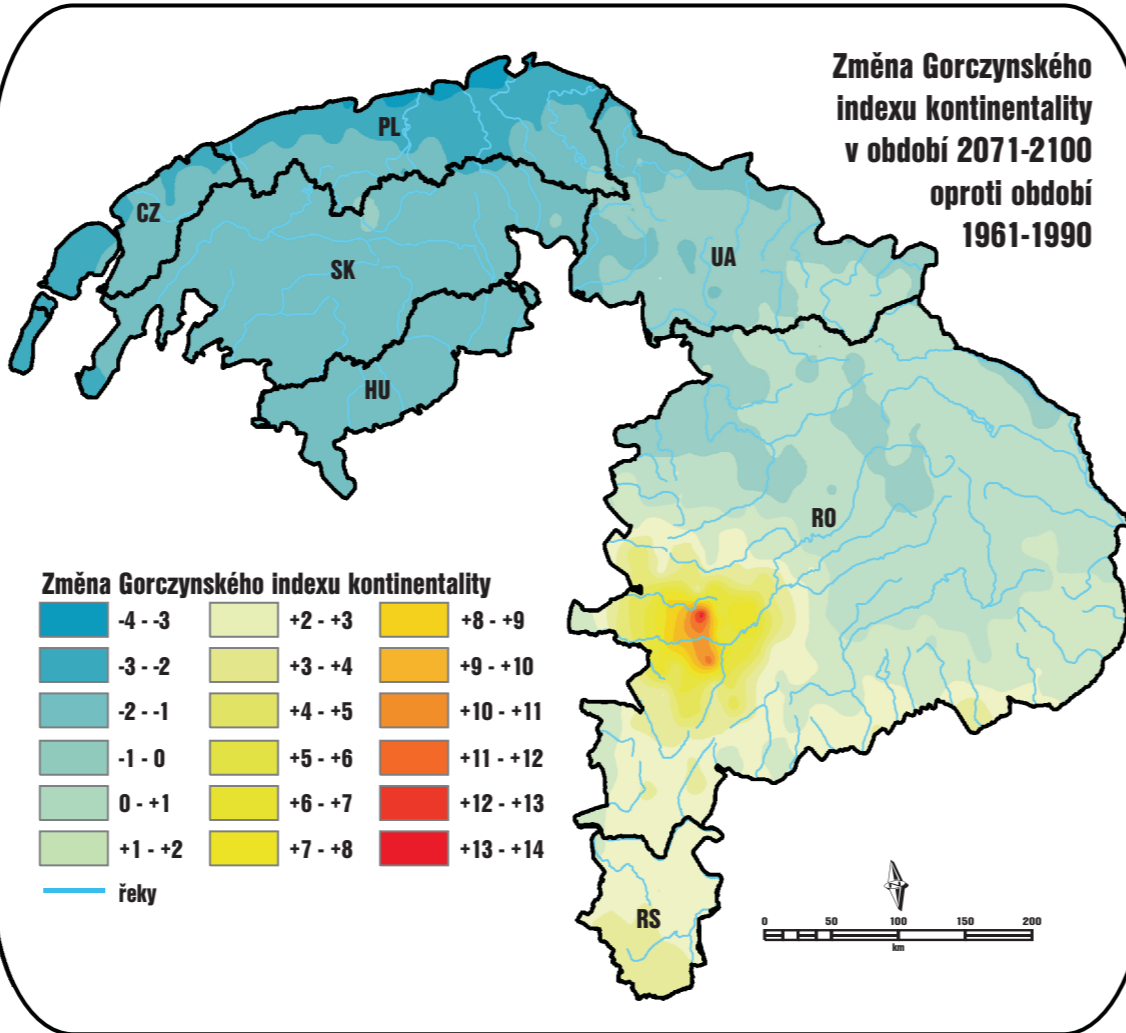 Změna Gorczynského
indexu kontinentality
v období 2071-2100
oproti období
1961-1990
PL
CZ
SK
UA
HU
RO
RS
Změna Gorczynského indexu kontinentality
-4 - -3
-3 - -2
-2 - -1
-1 - 0
0 - +1
+1 - +2
+2 - +3
+3 - +4
+4 - +5
+5 - +6
+6 - +7
+7 - +8
+8 - +9
+9 - +10
+10 - +11
+11 - +12
+12 - +13
+13 - +14
řeky
0 50 100 150 200
km